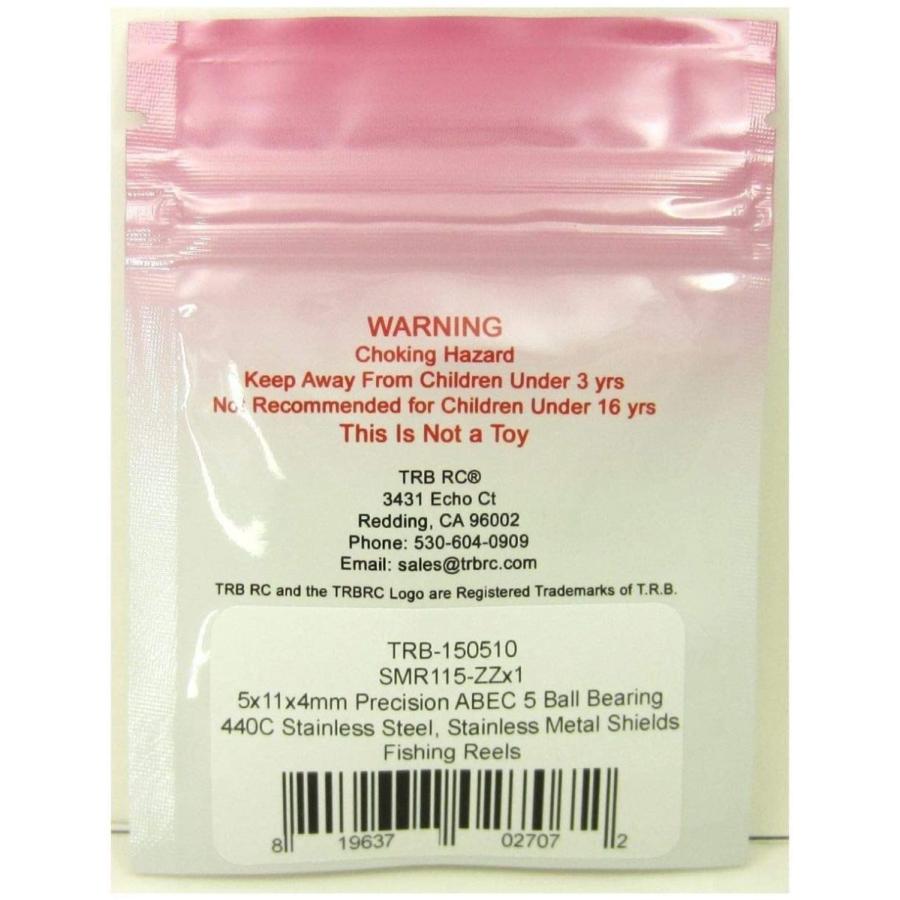 WARNING
Choking Hazard
Keep Away From Children Under 3 yrs
Not Recommended for Children Under 16 yrs
This Is Not a Toy
TRB RC®
3431 Echo Ct
Redding, CA 96002
Phone: 530-604-0909
Email: sales@trbrc.com
TRB RC and the TRBRC Logo are Registered Trademarks of T.R.B.
TRB-150510
SMR115-ZZx1
5x11x4mm Precision ABEC 5 Ball Bearing
440C Stainless Steel, Stainless Metal Shields
Fishing Reels
8 19637 02707 2